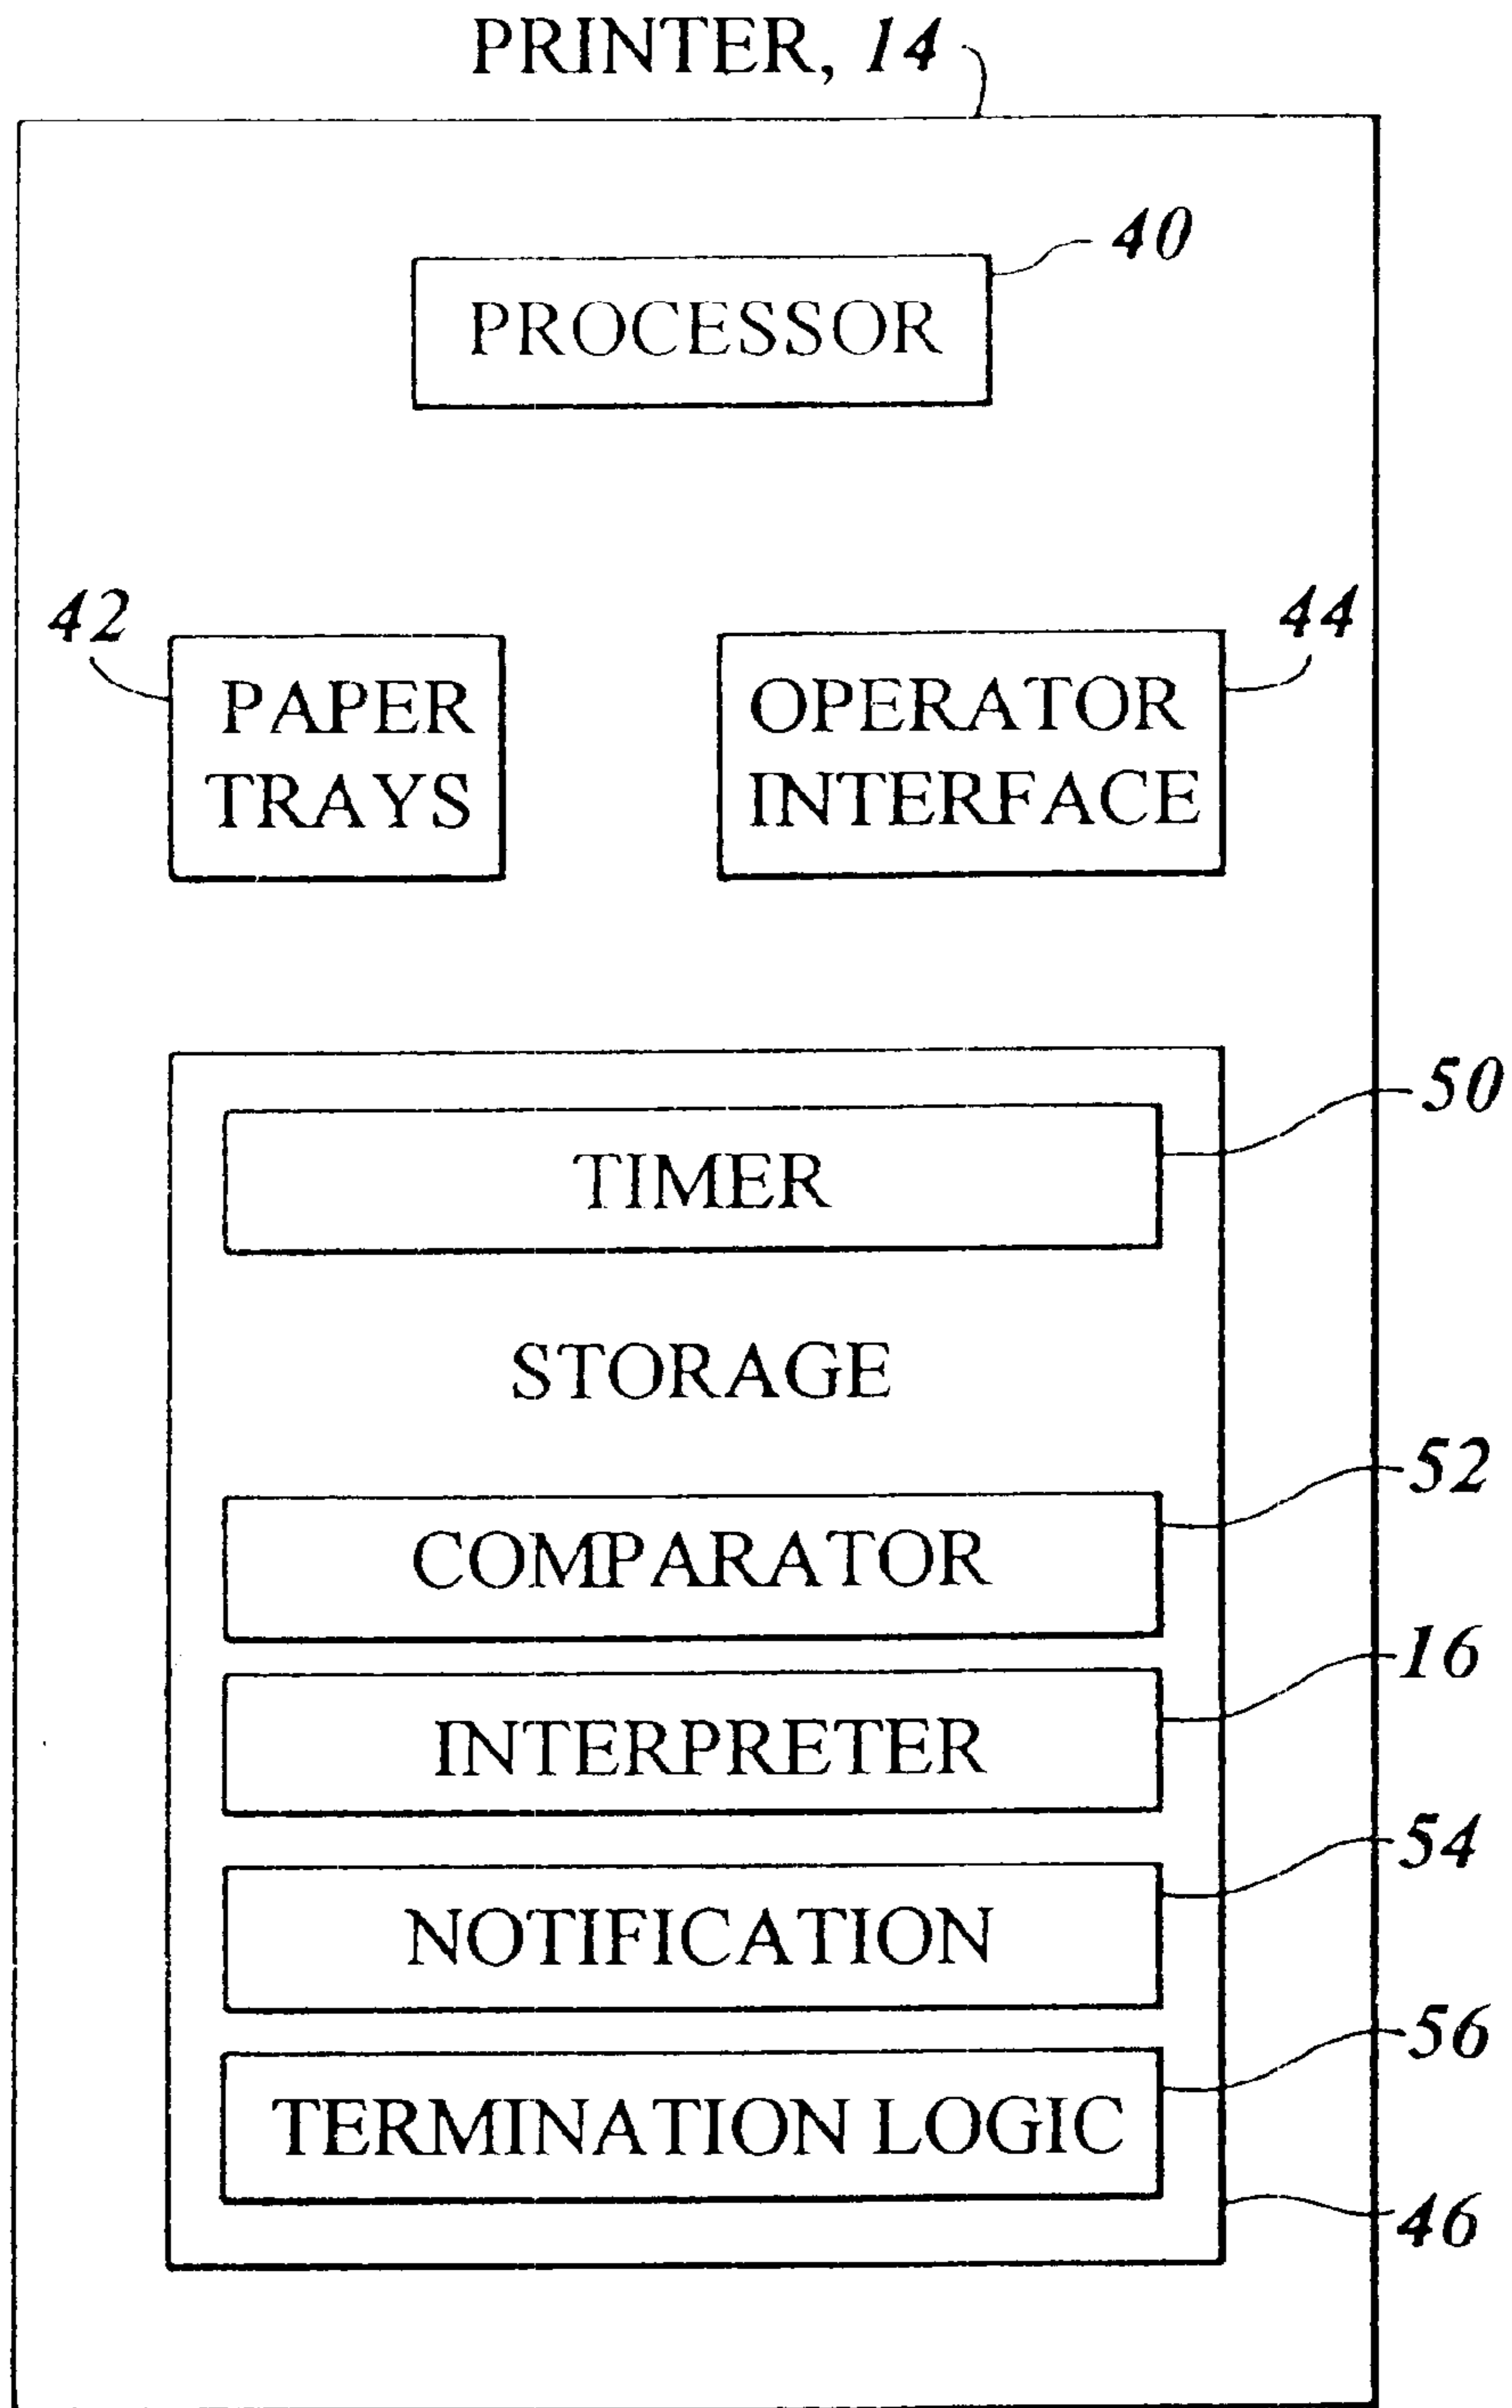 PRINTER, 14
40
PROCESSOR
42
44
PAPER
TRAYS
OPERATOR
INTERFACE
50
TIMER
STORAGE
52
COMPARATOR
16
INTERPRETER
54
NOTIFICATION
56
TERMINATION LOGIC
46